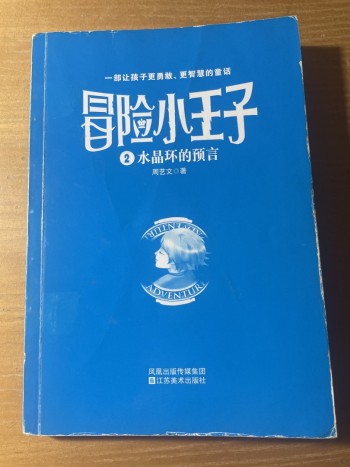 一部让孩子更勇敢、更智慧的童话
冒险小王子
2 水晶环的预言
周艺文○著
ADVENTURE
凤凰出版传媒集团
江苏美术出版社